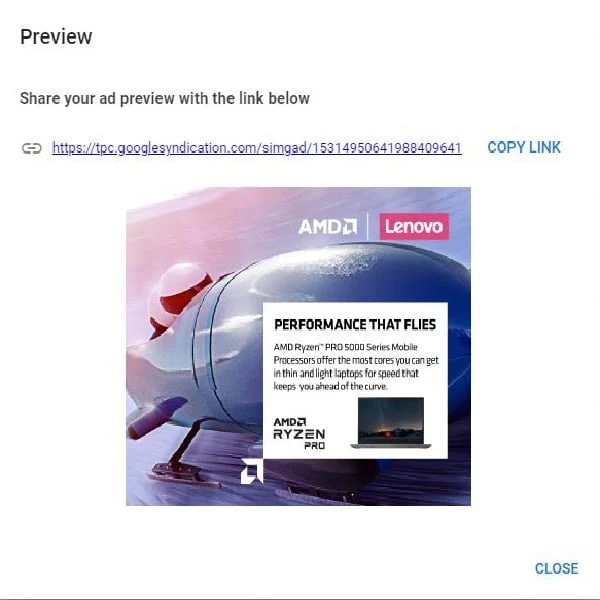 Preview
Share your ad preview with the link below
https://tpc.googlesyndication.com/simgad/15314950641988409641
COPY LINK
AMD
Lenovo
PERFORMANCE THAT FLIES
AMD Ryzen™ PRO 5000 Series Mobile
Processors offer the most cores you can get
in thin and light laptops for speed that
keeps you ahead of the curve.
AMD
RYZEN
PRO
CLOSE